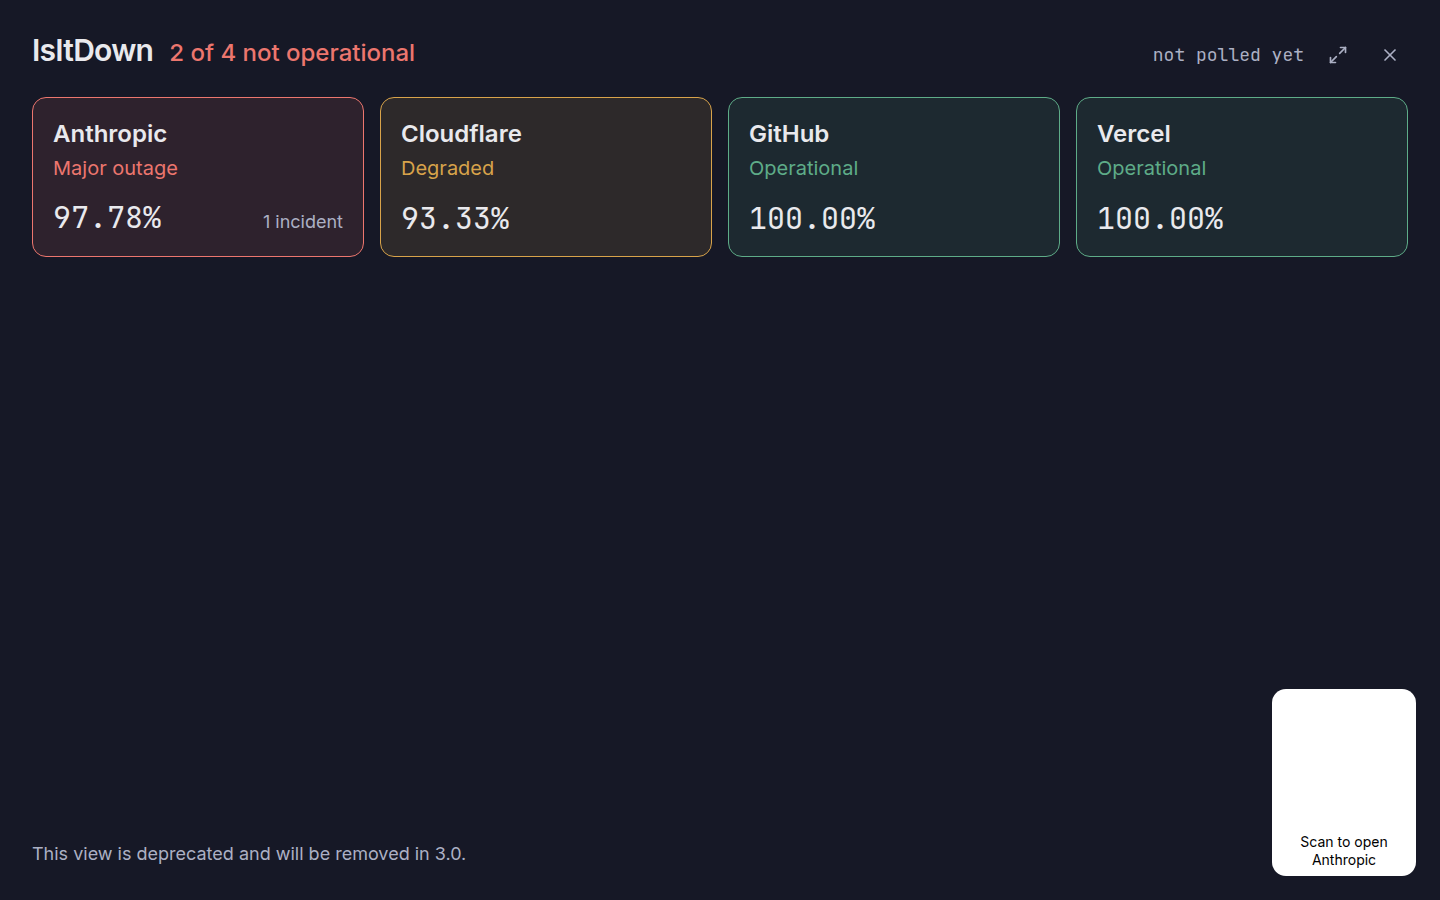 IsItDown 2 of 4 not operational not polled yet
Anthropic
Major outage
97.78% 1 incident
Cloudflare
Degraded
93.33%
GitHub
Operational
100.00%
Vercel
Operational
100.00%
This view is deprecated and will be removed in 3.0.
Scan to open
Anthropic